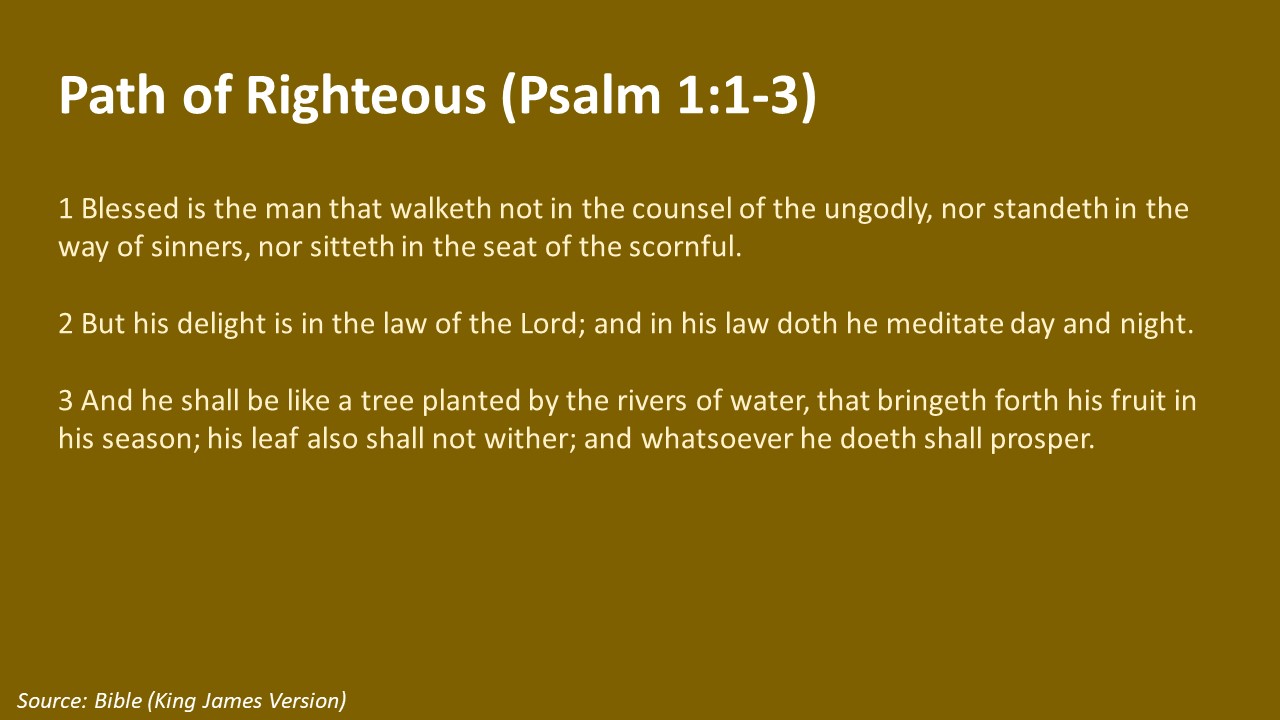 Path of Righteous (Psalm 1:1-3)
1 Blessed is the man that walketh not in the counsel of the ungodly, nor standeth in the
way of sinners, nor sitteth in the seat of the scornful.
2 But his delight is in the law of the Lord; and in his law doth he meditate day and night.
3 And he shall be like a tree planted by the rivers of water, that bringeth forth his fruit in
his season; his leaf also shall not wither; and whatsoever he doeth shall prosper.
Source: Bible (King James Version)